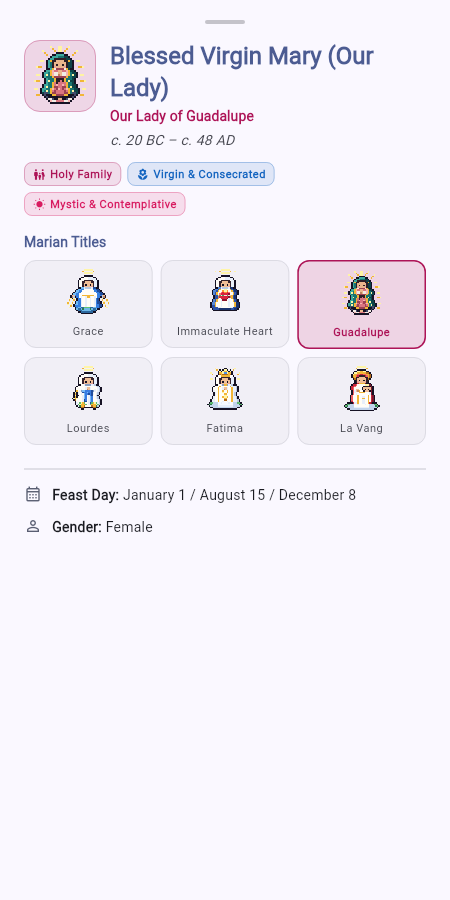 Blessed Virgin Mary (Our
Lady)
Our Lady of Guadalupe
c. 20 BC – c. 48 AD
Holy Family
Virgin & Consecrated
Mystic & Contemplative
Marian Titles
Grace
Immaculate Heart
Guadalupe
Lourdes
Fatima
La Vang
Feast Day: January 1 / August 15 / December 8
Gender: Female